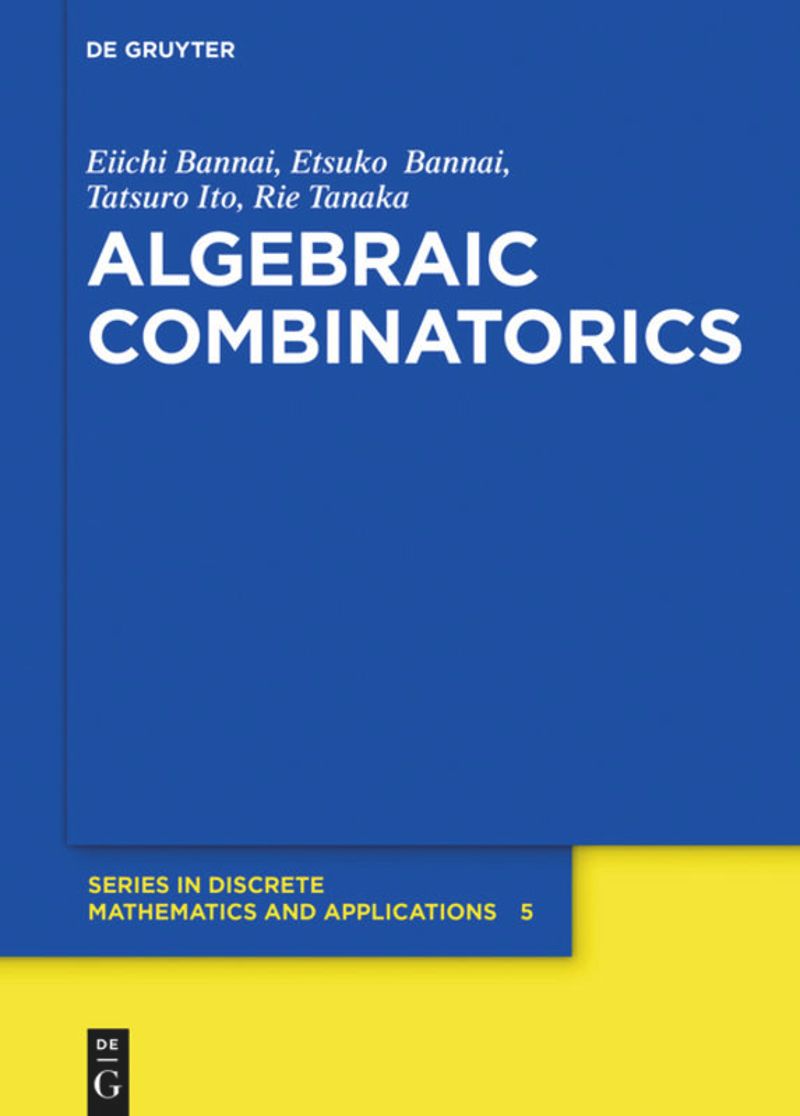 DE GRUYTER
Eiichi Bannai, Etsuko Bannai,
Tatsuro Ito, Rie Tanaka
ALGEBRAIC
COMBINATORICS
SERIES IN DISCRETE
MATHEMATICS AND APPLICATIONS 5
DE
G